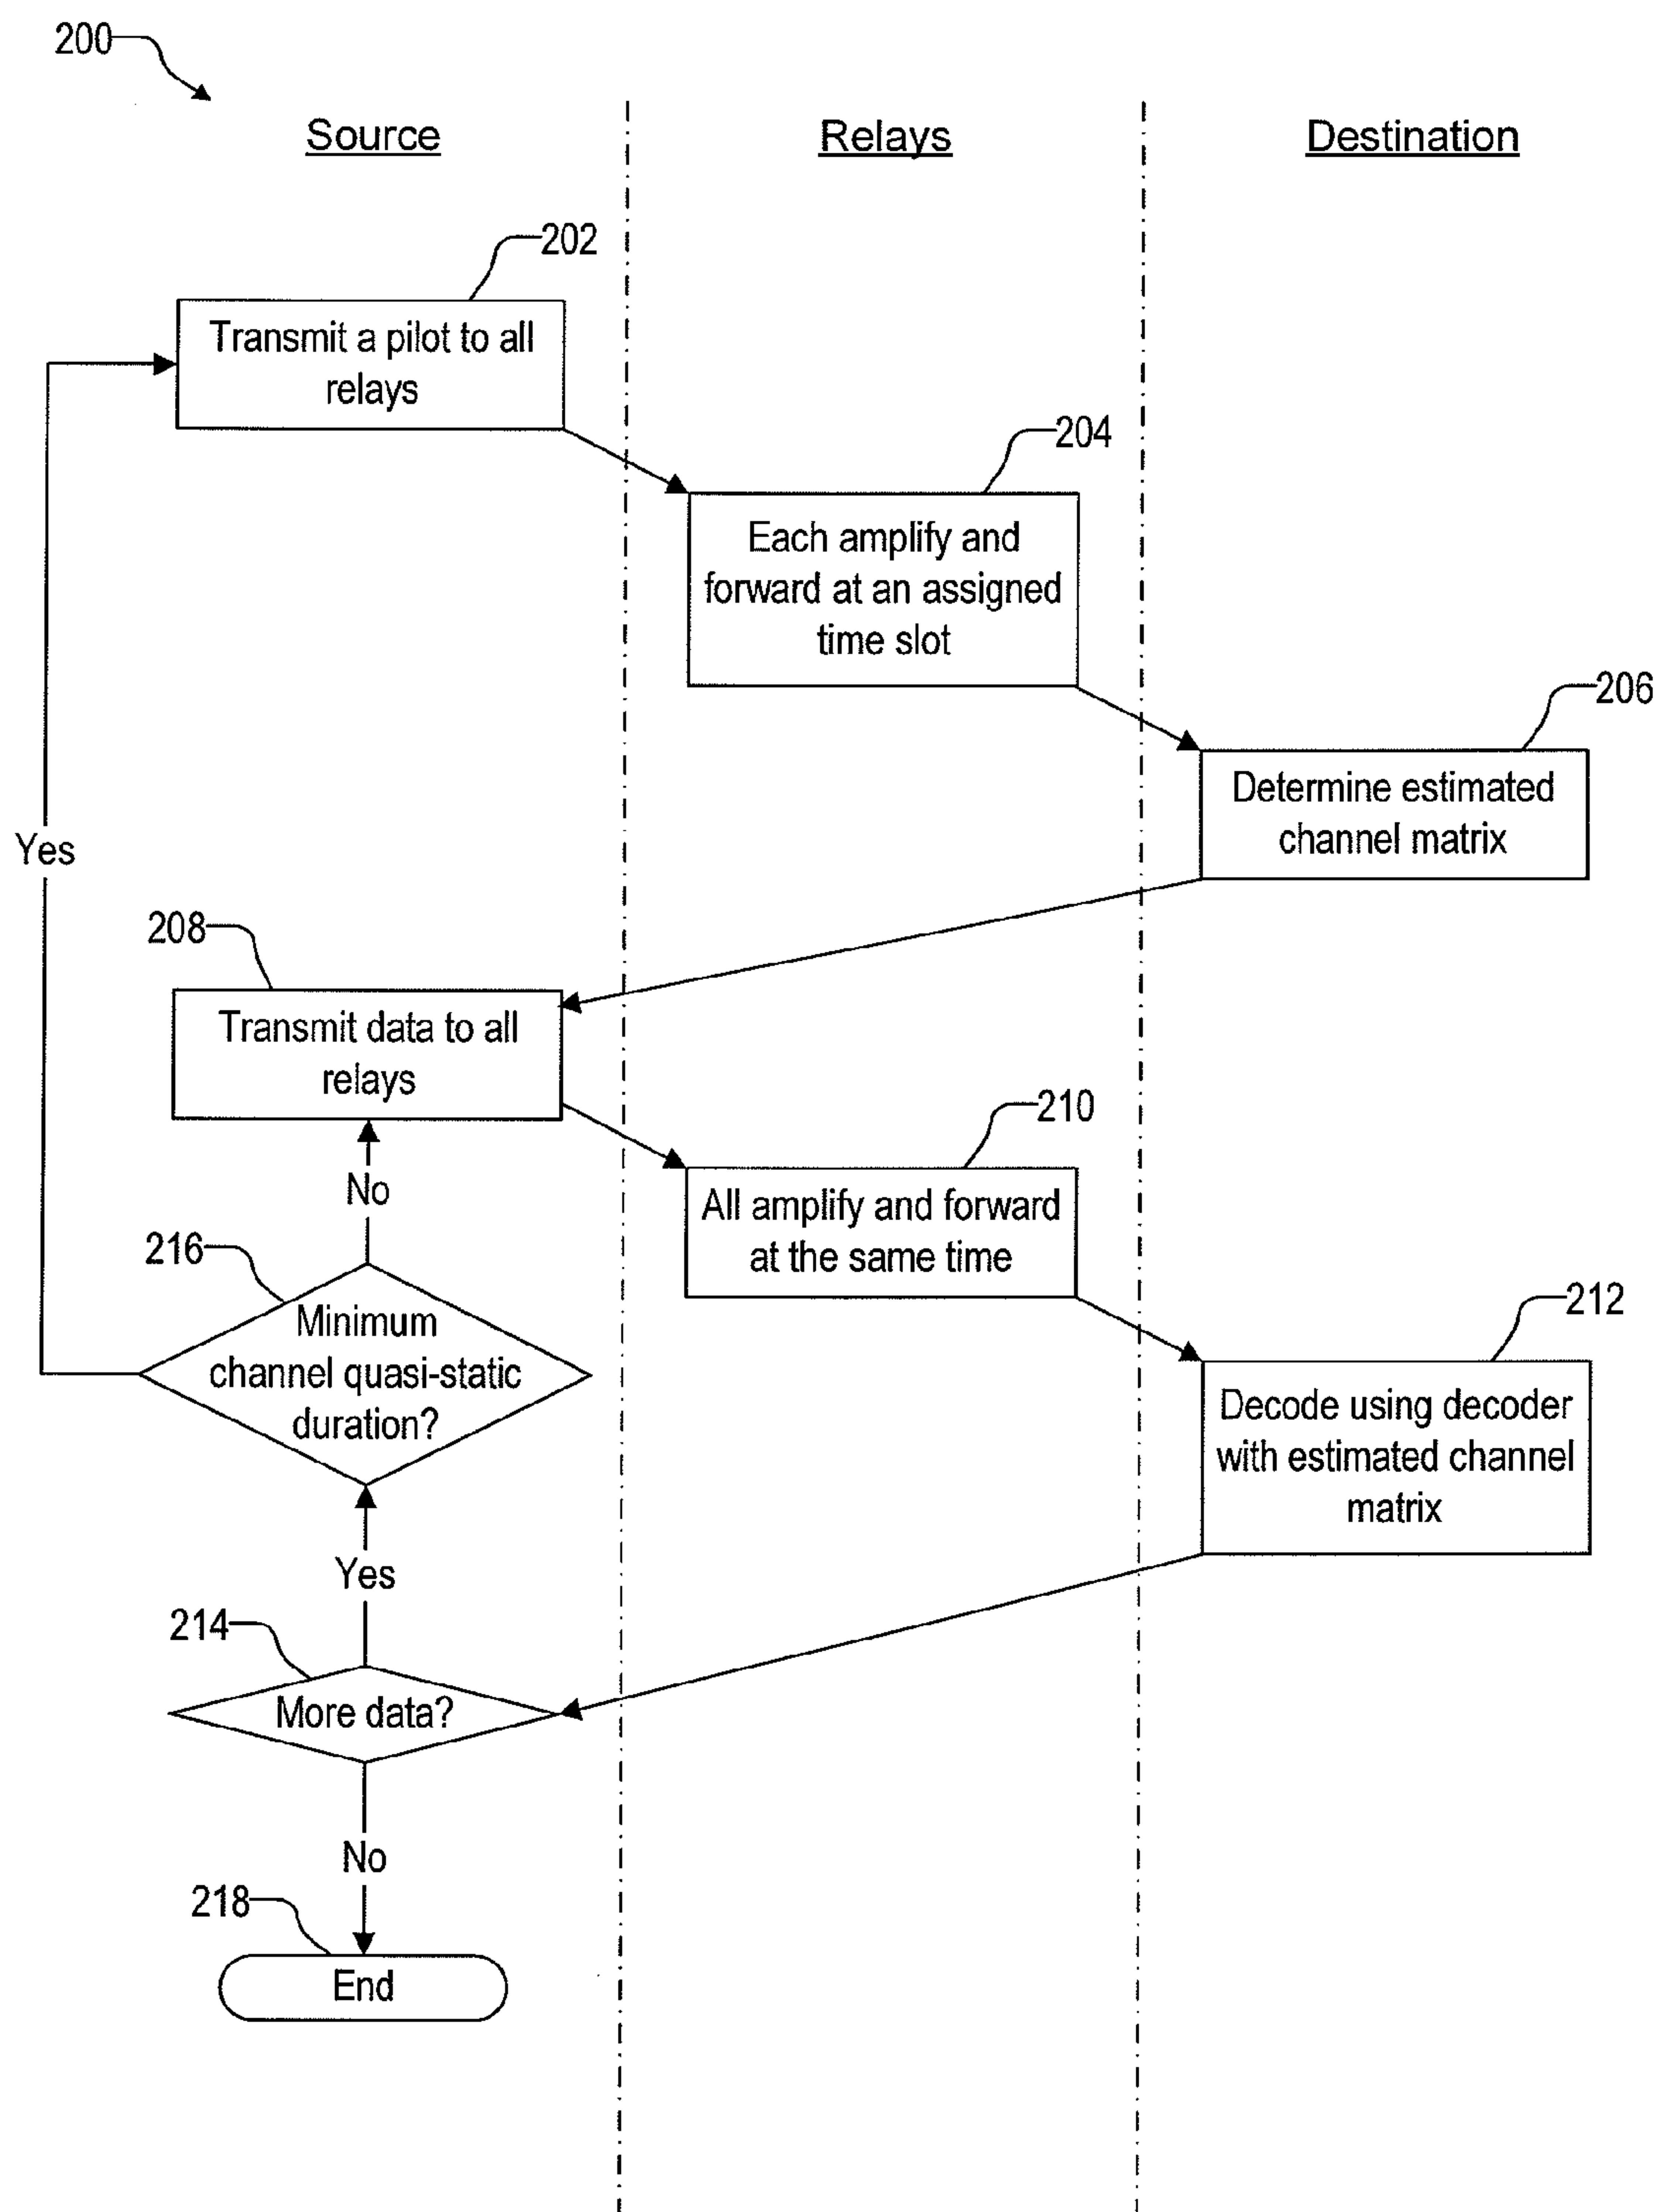 200
Source
Relays
Destination
202
Transmit a pilot to all
relays
204
Each amplify and
forward at an assigned
time slot
206
Determine estimated
channel matrix
Yes
208
Transmit data to all
relays
210
All amplify and forward
at the same time
No
216
Minimum
channel quasi-static
duration?
212
Decode using decoder
with estimated channel
matrix
Yes
214
More data?
No
218
End